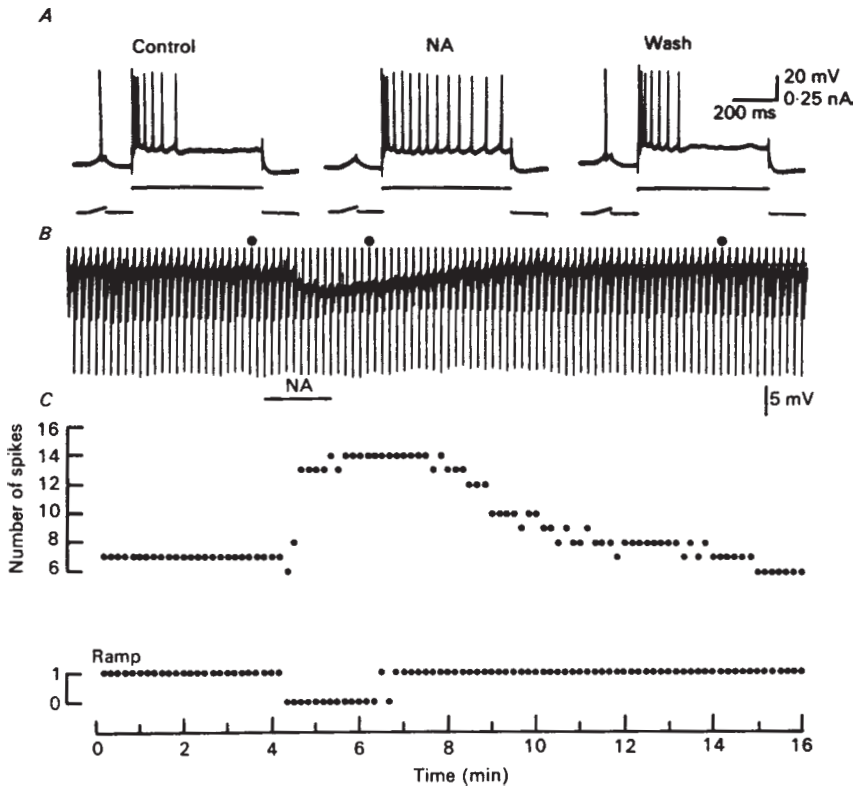 A
Control
NA
Wash
20 mV
0·25 nA
200 ms
B
NA
5 mV
C
Number of spikes
16
14
12
10
8
6
Ramp
1
0
0 2 4 6 8 10 12 14 16
Time (min)